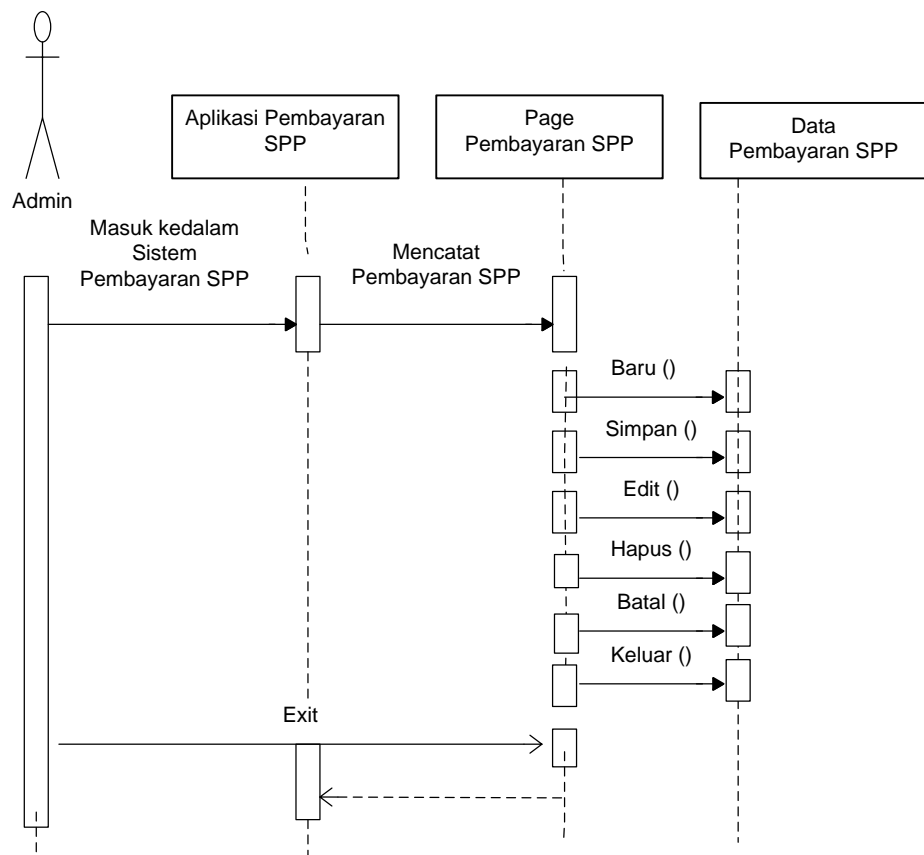 Aplikasi Pembayaran
SPP
Page
Pembayaran SPP
Data
Pembayaran SPP
Admin
Masuk kedalam
Sistem
Pembayaran SPP
Mencatat
Pembayaran SPP
Baru ()
Simpan ()
Edit ()
Hapus ()
Batal ()
Keluar ()
Exit